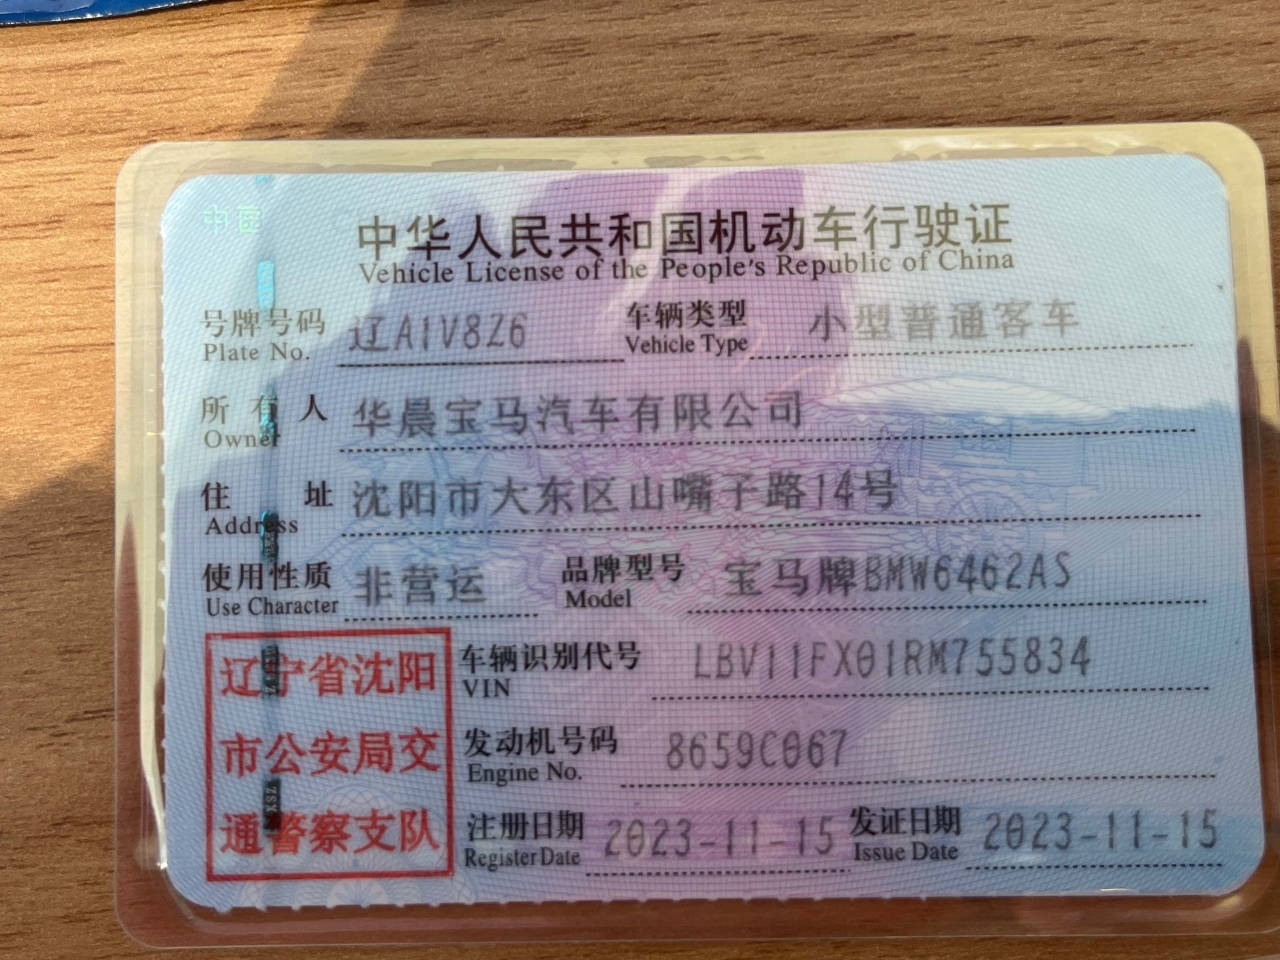 中国
中华人民共和国机动车行驶证
Vehicle License of the People's Republic of China
号牌号码 辽A1V8Z6 车辆类型 小型普通客车
Plate No. Vehicle Type
所有人 华晨宝马汽车有限公司
Owner
住址 沈阳市大东区山嘴子路14号
Address
使用性质 非营运 品牌型号 宝马牌BMW6462AS
Use Character Model
辽宁省沈阳
市公安局交
通警察支队
车辆识别代号 LBV11FX01RM755834
VIN
发动机号码 8659C067
Engine No.
注册日期 2023-11-15 发证日期 2023-11-15
Register Date Issue Date